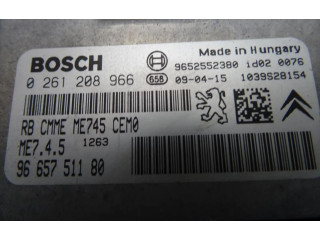 BOSCH
Made in Hungary
9652552380 id02 0076
0 261 208 966
658
09-04-15
1039S28154
RB CMME ME745 CEM0
ME7.4.5 1263
96 657 511 80